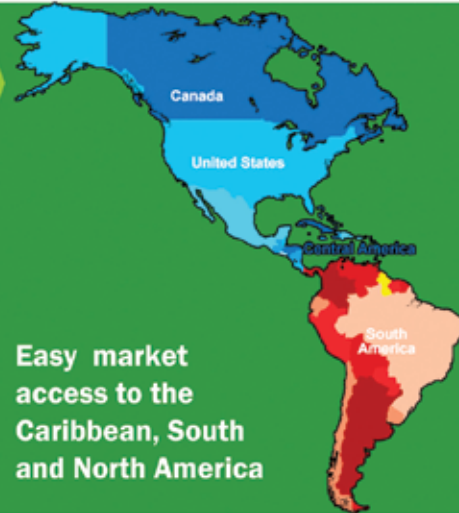 Canada
United States
Central America
South
America
Easy market
access to the
Caribbean, South
and North America